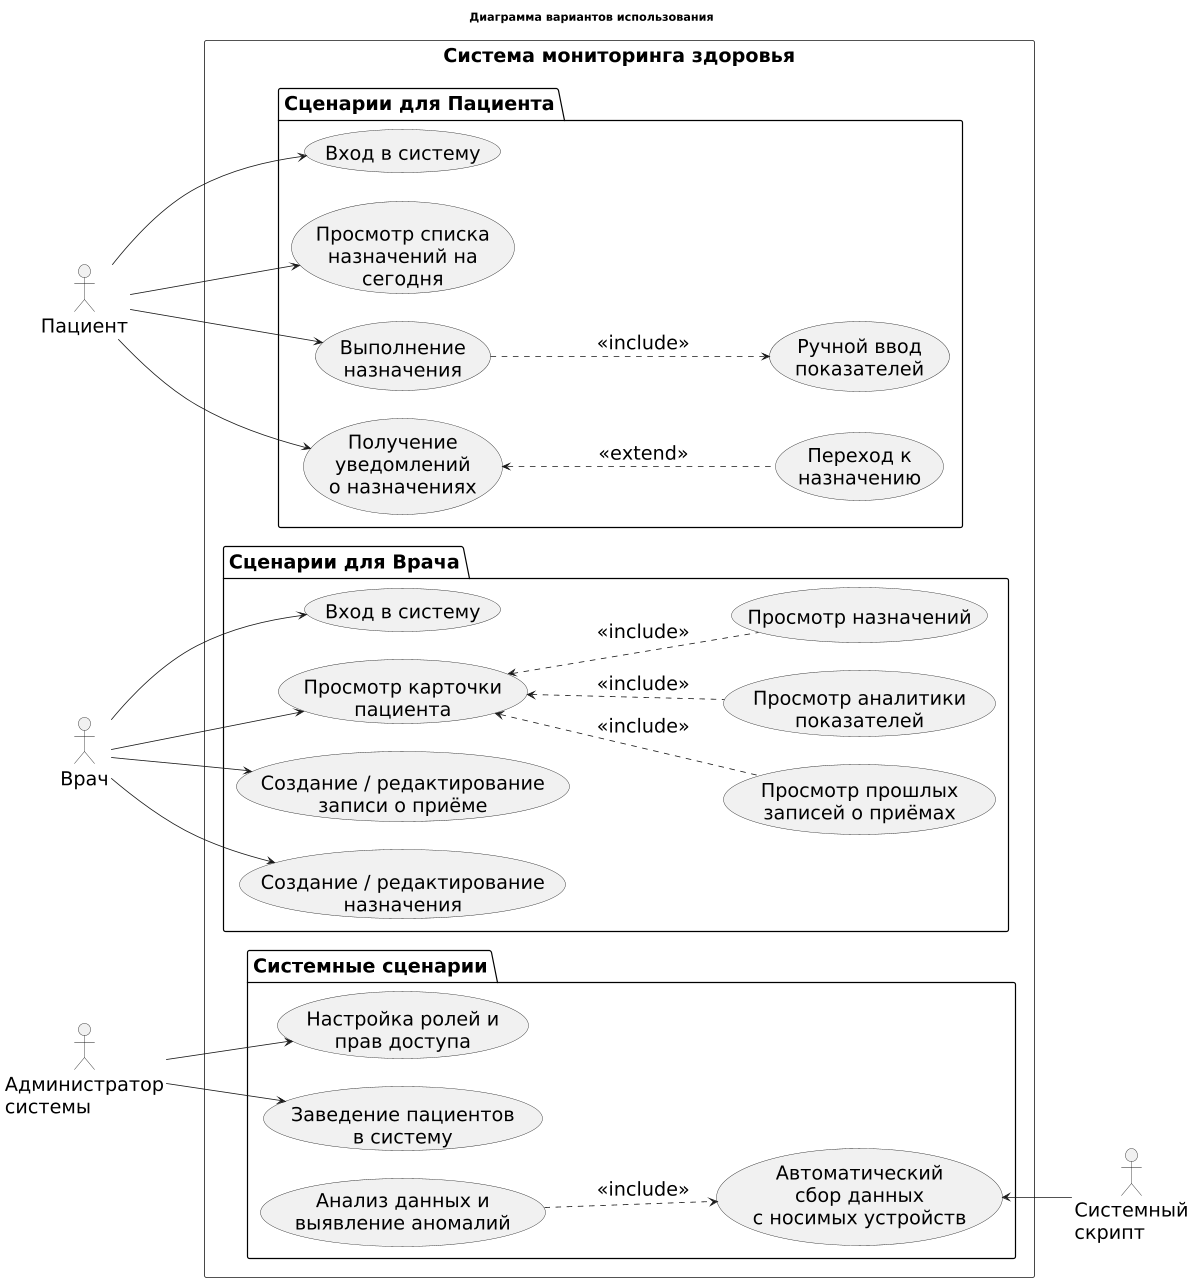 Диаграмма вариантов использования
Система мониторинга здоровья
Сценарии для Пациента
Вход в систему
Просмотр списка
назначений на
сегодня
Пациент
Выполнение
назначения
«include»
Ручной ввод
показателей
Получение
уведомлений
о назначениях
«extend»
Переход к
назначению
Сценарии для Врача
Вход в систему
«include»
Просмотр назначений
Просмотр карточки
пациента
«include»
Просмотр аналитики
показателей
«include»
Врач
Создание / редактирование
записи о приёме
Просмотр прошлых
записей о приёмах
Создание / редактирование
назначения
Системные сценарии
Настройка ролей и
прав доступа
Администратор
системы
Заведение пациентов
в систему
Анализ данных и
выявление аномалий
«include»
Автоматический
сбор данных
с носимых устройств
Системный
скрипт